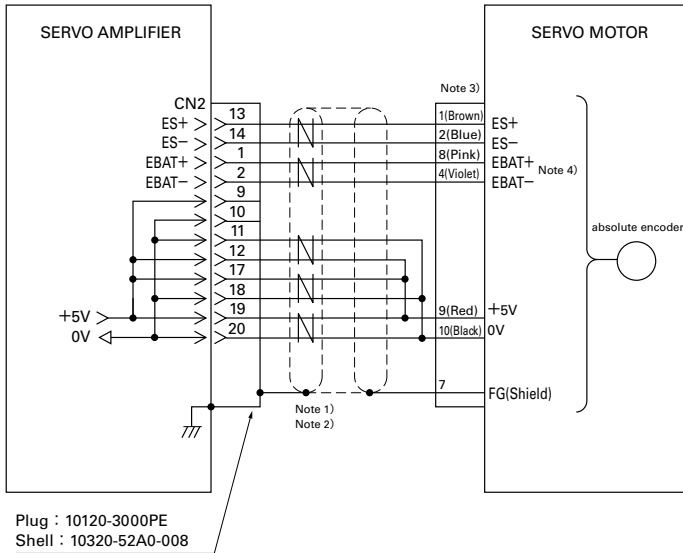 SERVO AMPLIFIER
SERVO MOTOR
Note 3)
CN2
ES+ 13 1(Brown) ES+
ES− 14 2(Blue) ES−
EBAT+ 1 8(Pink) EBAT+ Note 4)
EBAT− 2 4(Violet) EBAT−
9
10
11
absolute encoder
12
17
18
+5V 19 9(Red) +5V
0V 20 10(Black) 0V
7 FG(Shield)
Note 1)
Note 2)
Plug : 10120-3000PE
Shell : 10320-52A0-008